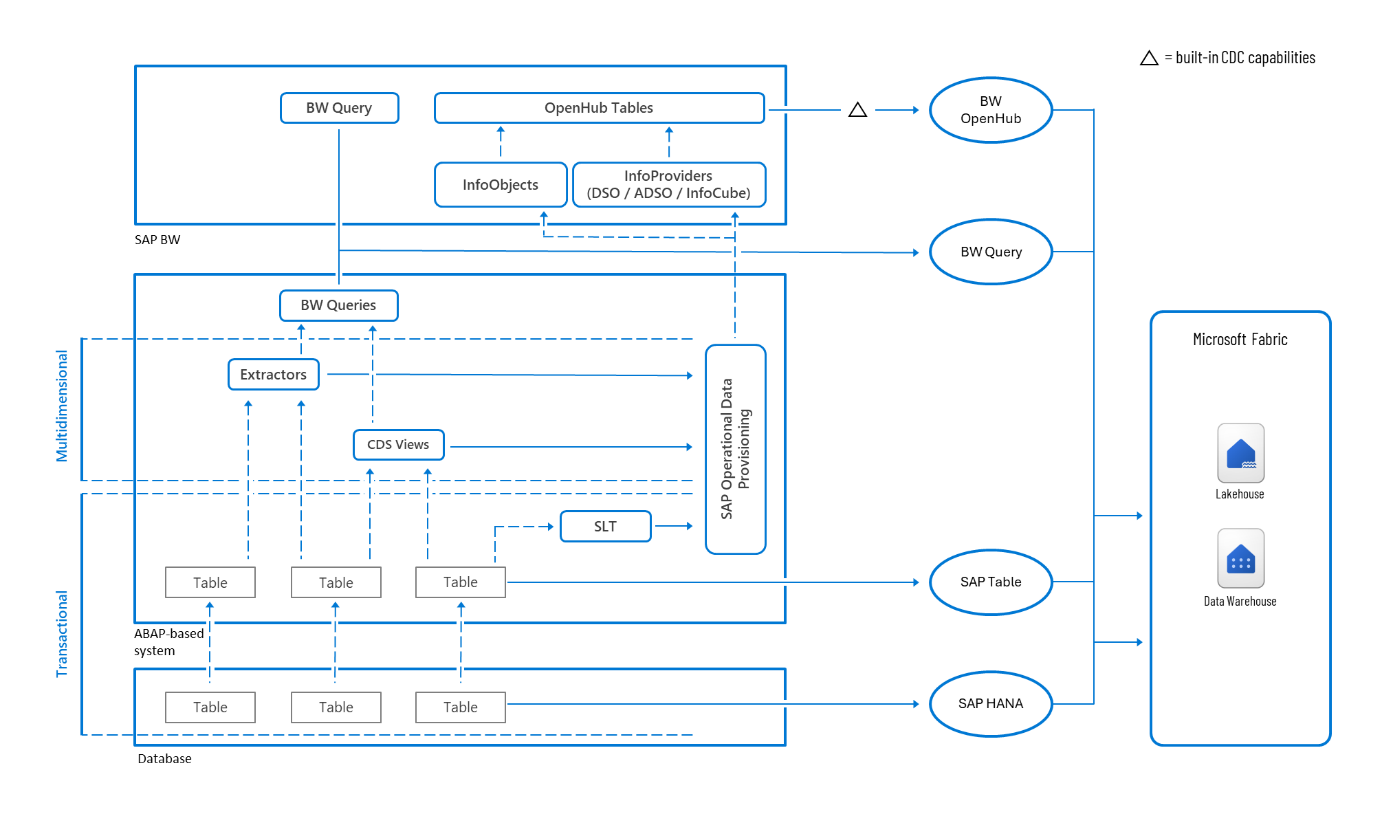 △ = built-in CDC capabilities
BW Query
OpenHub Tables
BW
OpenHub
InfoObjects
InfoProviders
(DSO / ADSO / InfoCube)
SAP BW
BW Query
BW Queries
Microsoft Fabric
Multidimensional
Extractors
SAP Operational Data
Provisioning
CDS Views
Lakehouse
SLT
Transactional
Table
Table
Table
SAP Table
Data Warehouse
ABAP-based
system
Table
Table
Table
SAP HANA
Database